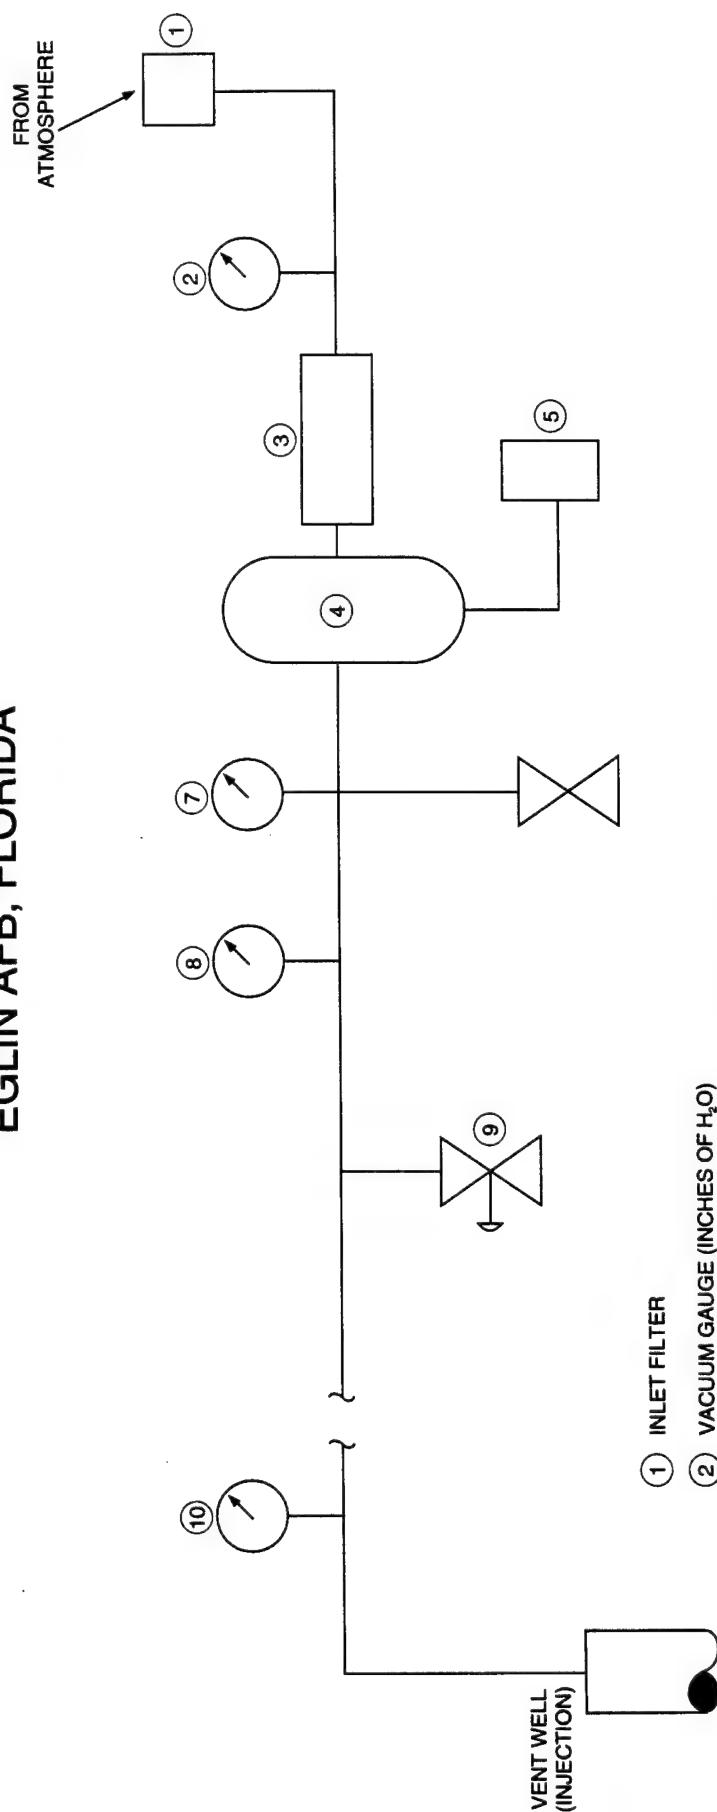 EGLIN AFB, FLORIDA
FROM
ATMOSPHERE
1
2
3
4
5
7
8
9
10
VENT WELL
(INJECTION)
1 INLET FILTER
2 VACUUM GAUGE (INCHES OF H₂O)